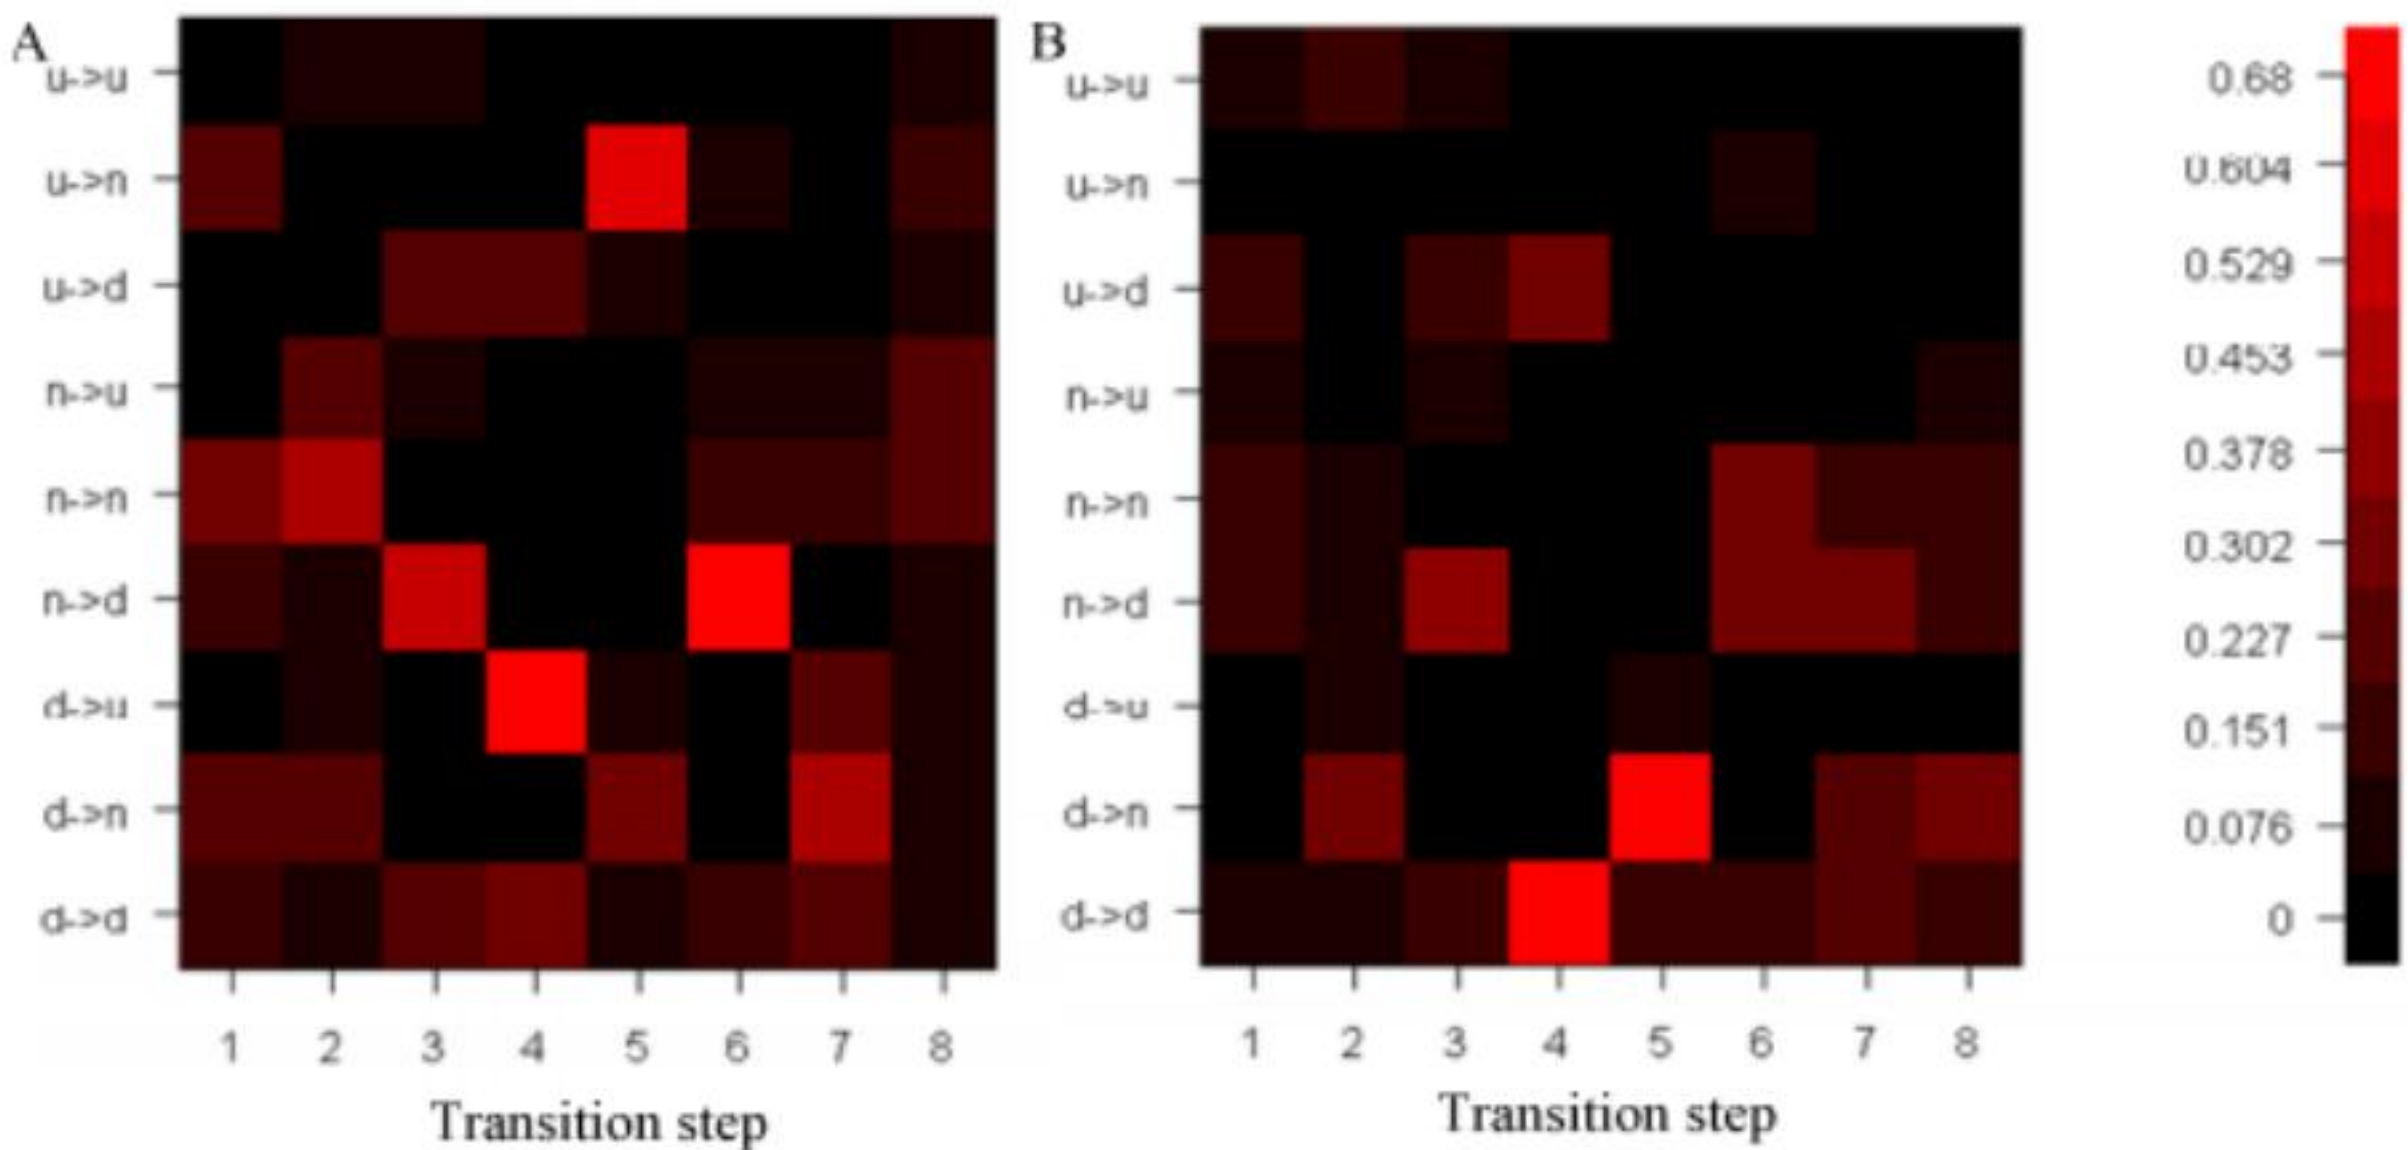 A
u->u
u->n
u->d
n->u
n->n
n->d
d->u
d->n
d->d
1 2 3 4 5 6 7 8
Transition step
B
u->u
u->n
u->d
n->u
n->n
n->d
d->u
d->n
d->d
1 2 3 4 5 6 7 8
Transition step
0.68
0.604
0.529
0.453
0.378
0.302
0.227
0.151
0.076
0